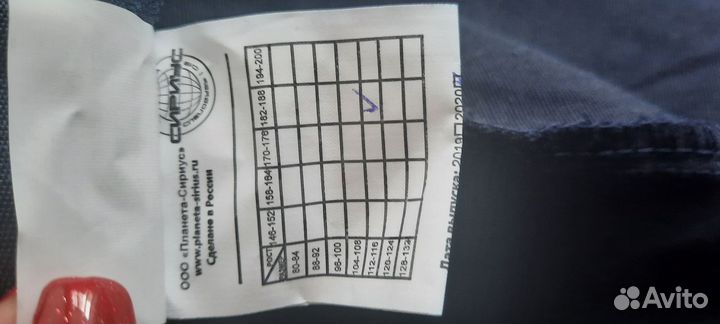 СИРИУС
ООО «Планета-Сириус»
www.planeta-sirius.ru
Сделано в России
РОСТ 146-152 158-164 170-176 182-188 194-200
РАЗМЕР
80-84
88-92
96-100
104-108
112-116
120-124
128-132
Дата выпуска: 2019 2020
Avito